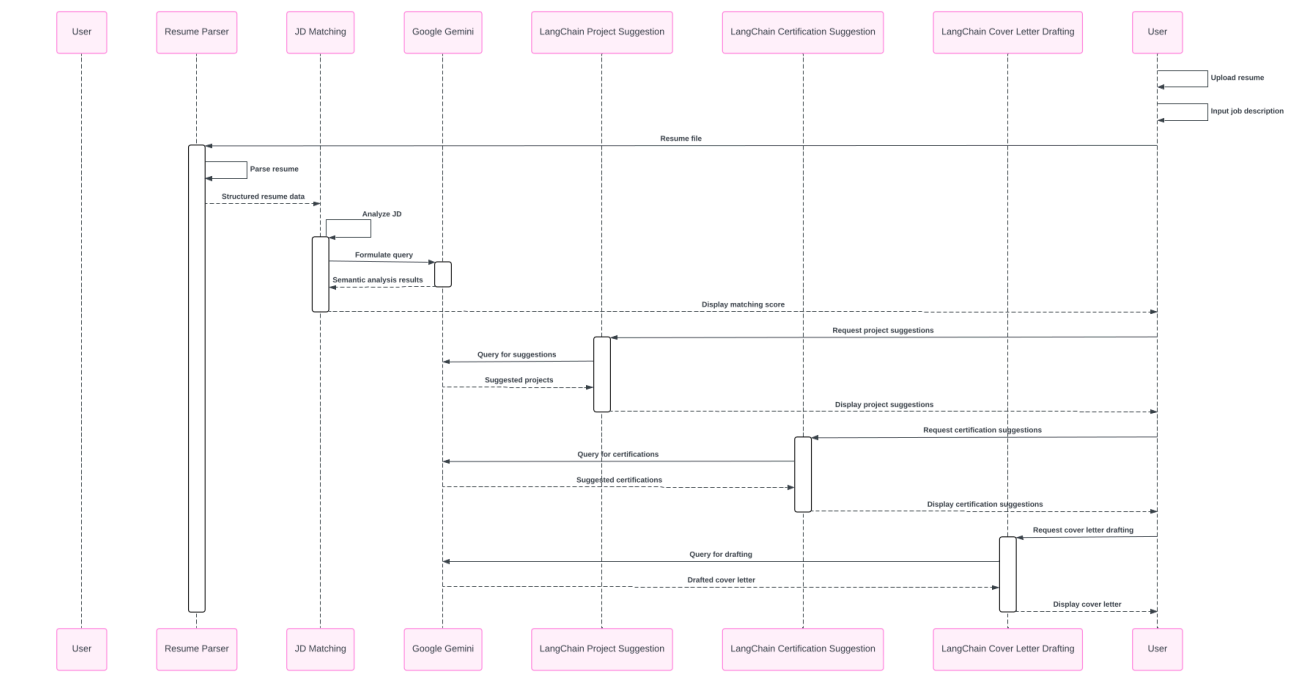 User
Resume Parser
JD Matching
Google Gemini
LangChain Project Suggestion
LangChain Certification Suggestion
LangChain Cover Letter Drafting
User
Upload resume
Input job description
Resume file
Parse resume
Structured resume data
Analyze JD
Formulate query
Semantic analysis results
Display matching score
Request project suggestions
Query for suggestions
Suggested projects
Display project suggestions
Request certification suggestions
Query for certifications
Suggested certifications
Display certification suggestions
Request cover letter drafting
Query for drafting
Drafted cover letter
Display cover letter
User
Resume Parser
JD Matching
Google Gemini
LangChain Project Suggestion
LangChain Certification Suggestion
LangChain Cover Letter Drafting
User